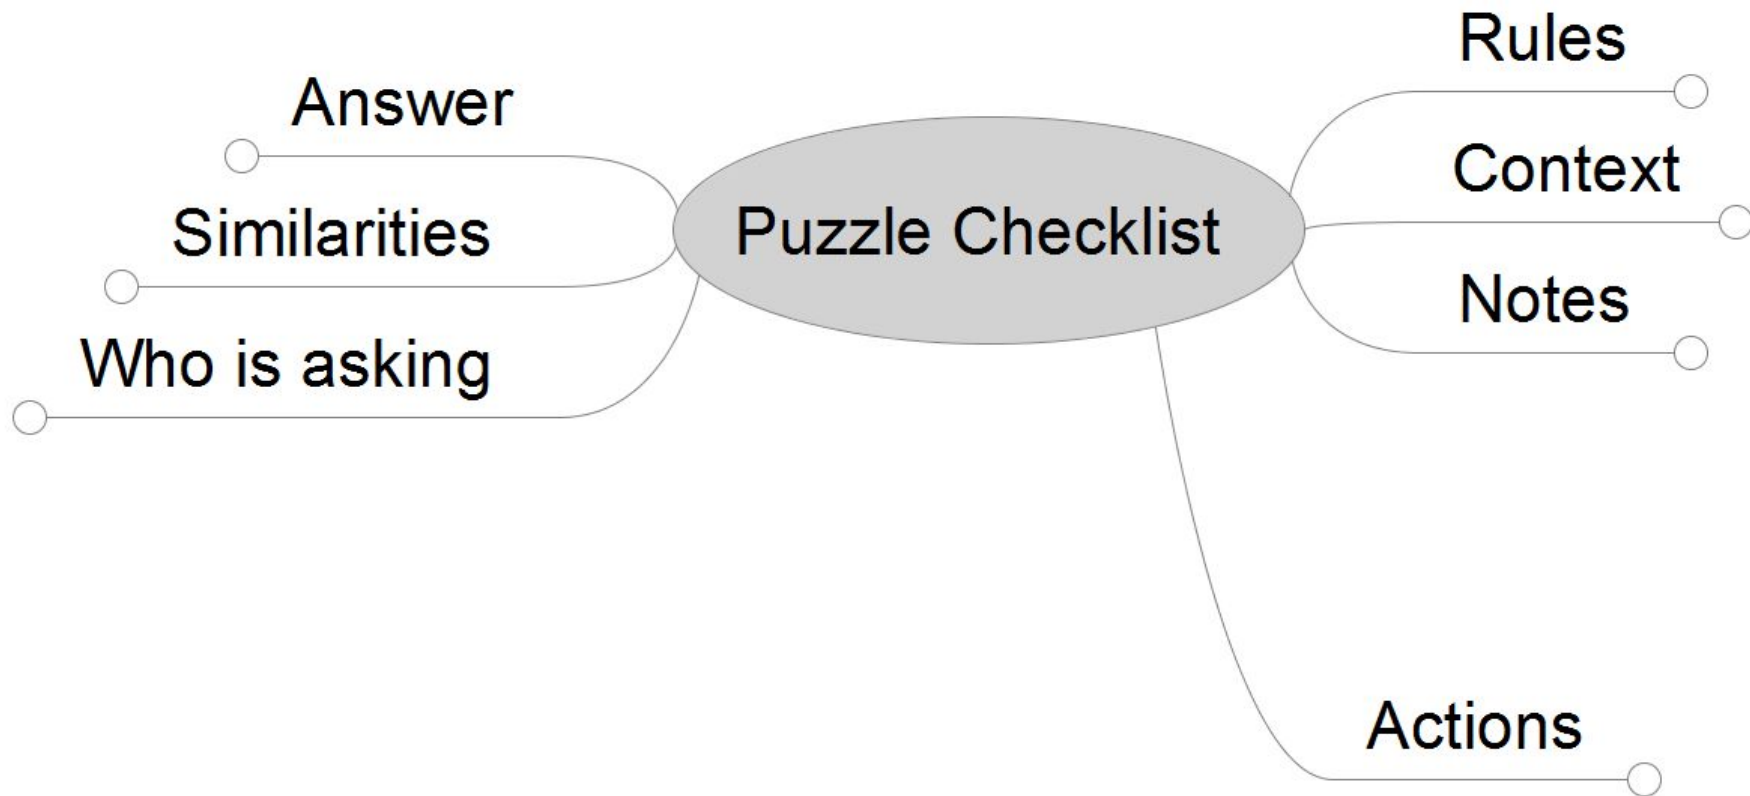 Puzzle Checklist
Rules
Context
Notes
Actions
Answer
Similarities
Who is asking